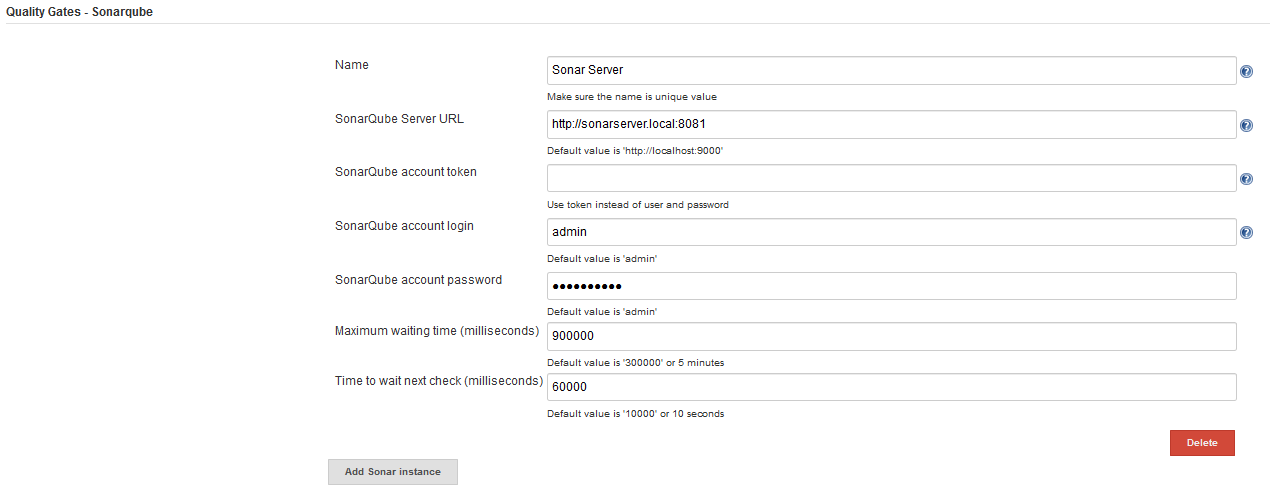 Quality Gates - Sonarqube
Name
Sonar Server
Make sure the name is unique value
SonarQube Server URL
http://sonarserver.local:8081
Default value is 'http://localhost:9000'
SonarQube account token
Use token instead of user and password
SonarQube account login
admin
Default value is 'admin'
SonarQube account password
●●●●●●●●●●
Default value is 'admin'
Maximum waiting time (milliseconds)
900000
Default value is '300000' or 5 minutes
Time to wait next check (milliseconds)
60000
Default value is '10000' or 10 seconds
Delete
Add Sonar instance